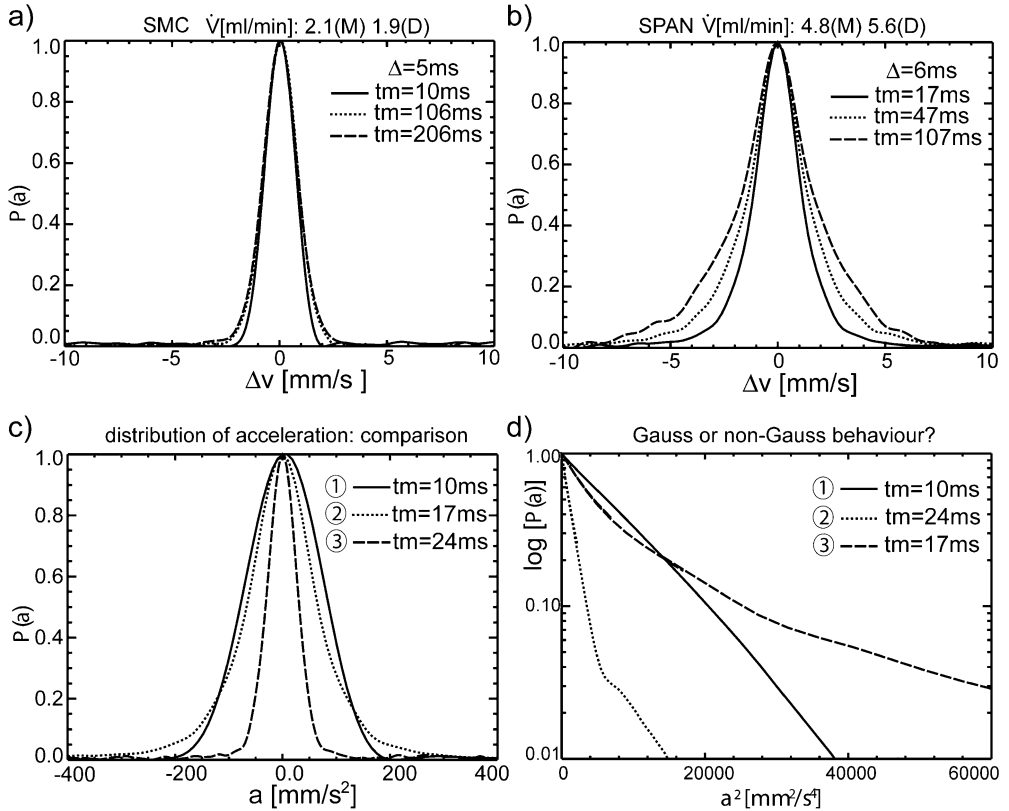 a)
SMC V̇[ml/min]: 2.1(M) 1.9(D)
1.0
0.8
0.6
0.4
0.2
0.0
P(a)
Δ=5ms
tm=10ms
tm=106ms
tm=206ms
-10 -5 0 5 10
Δv [mm/s ]
b)
SPAN V̇[ml/min]: 4.8(M) 5.6(D)
1.0
0.8
0.6
0.4
0.2
0.0
P(a)
Δ=6ms
tm=17ms
tm=47ms
tm=107ms
-10 -5 0 5 10
Δv [mm/s]
c)
distribution of acceleration: comparison
1.0
0.8
0.6
0.4
0.2
0.0
P(a)
① tm=10ms
② tm=17ms
③ tm=24ms
-400 -200 0.0 200 400
a [mm/s²]
d)
Gauss or non-Gauss behaviour?
1.00
0.10
0.01
log [P(a)]
① tm=10ms
② tm=24ms
③ tm=17ms
0 20000 40000 60000
a² [mm²/s⁴]